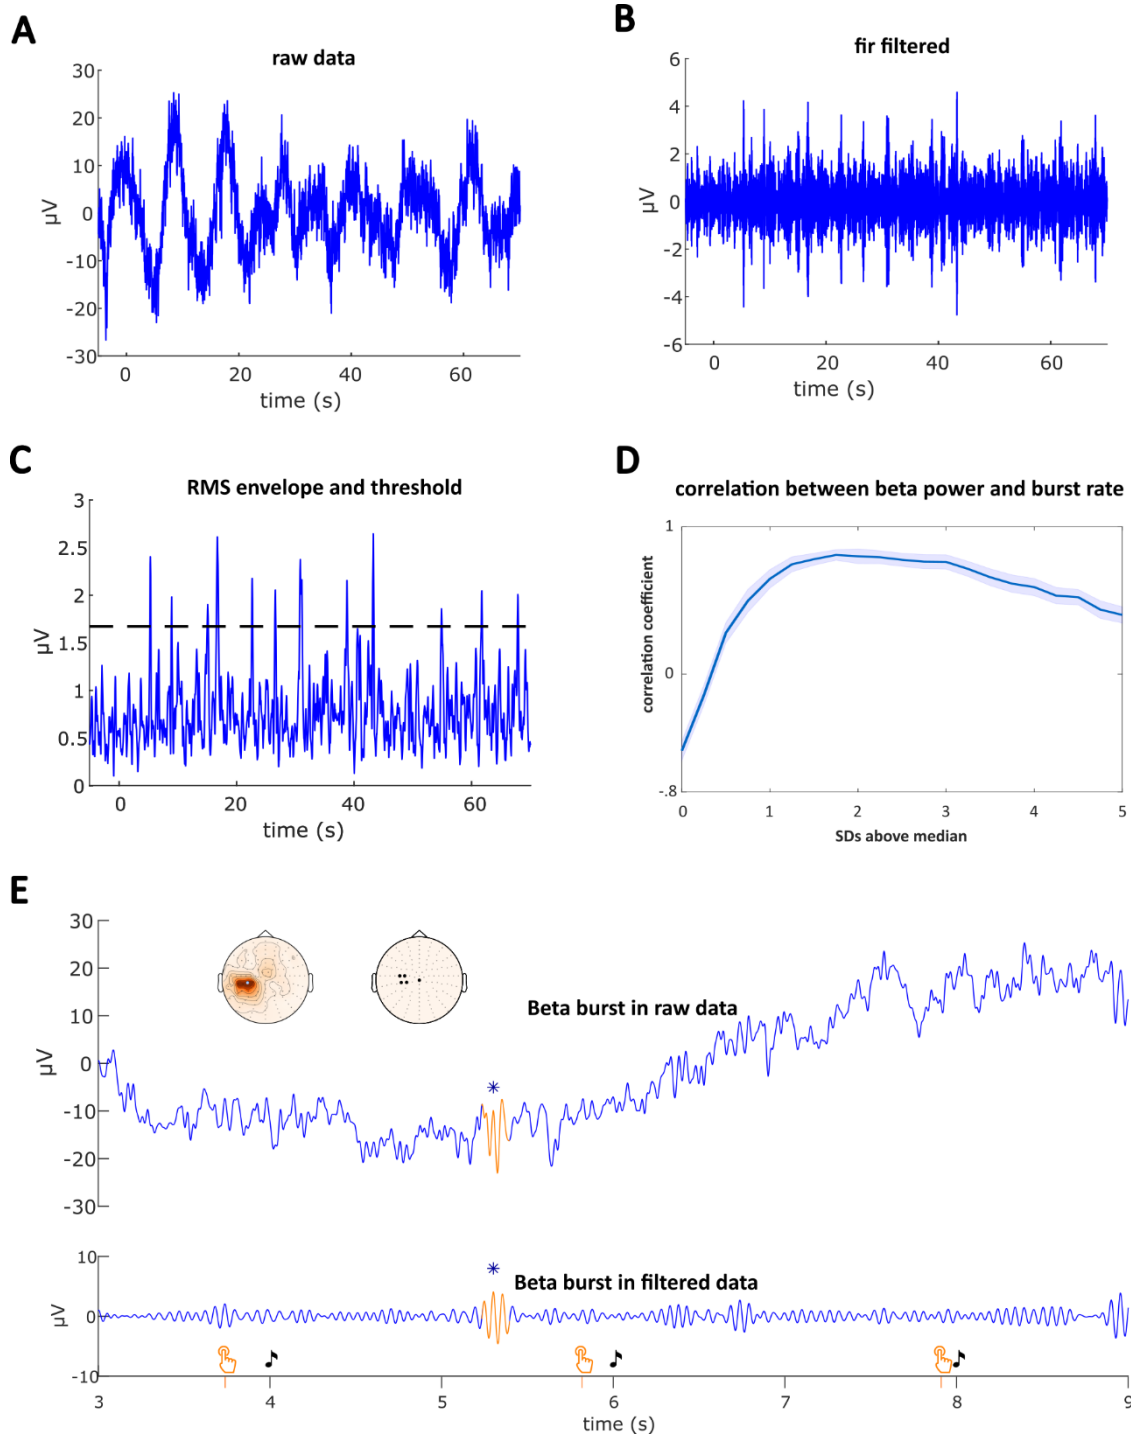 A
raw data
30
20
10
0
-10
-20
-30
µV
0 20 40 60
time (s)
B
fir filtered
6
4
2
0
-2
-4
-6
µV
0 20 40 60
time (s)
C
RMS envelope and threshold
3
2.5
2
1.5
1
0.5
0
µV
0 20 40 60
time (s)
D
correlation between beta power and burst rate
1
0
-.8
correlation coefficient
0 1 2 3 4 5
SDs above median
E
30
20
10
0
-10
-20
-30
µV
Beta burst in raw data
*
10
0
-10
µV
*
Beta burst in filtered data
3 4 5 6 7 8 9
time (s)